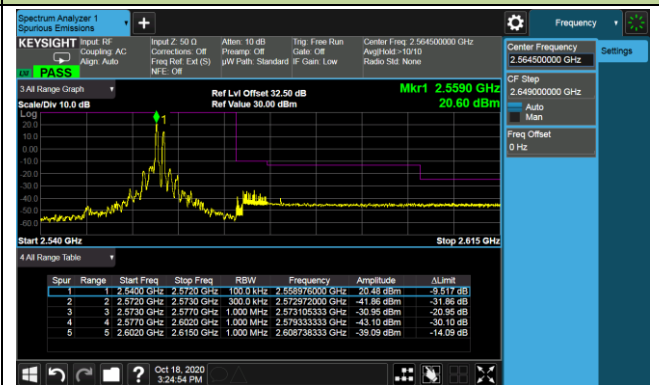 Spectrum Analyzer 1
Spurious Emissions
Frequency
KEYSIGHT Input: RF Input Z: 50 Ω Atten: 10 dB Trig: Free Run Center Freq: 2.564500000 GHz
Coupling: AC Corrections: Off Preamp: Off Gate: Off Avg|Hold:>10/10
Align: Auto Freq Ref: Ext (S) µW Path: Standard IF Gain: Low Radio Std: None
NFE: Off
PASS
Center Frequency
2.564500000 GHz
Settings
CF Step
2.649000000 GHz
Auto
Man
Freq Offset
0 Hz
3 All Range Graph
Ref Lvl Offset 32.50 dB
Mkr1 2.5590 GHz
Scale/Div 10.0 dB
Ref Value 30.00 dBm
20.60 dBm
Log
20.0
10.0
0.00
-10.0
-20.0
-30.0
-40.0
-50.0
-60.0
1
Start 2.540 GHz
Stop 2.615 GHz
4 All Range Table
Spur Range Start Freq Stop Freq RBW Frequency Amplitude ΔLimit
1 1 2.5400 GHz 2.5720 GHz 100.0 kHz 2.558976000 GHz 20.48 dBm -9.517 dB
2 2 2.5720 GHz 2.5730 GHz 300.0 kHz 2.572972000 GHz -41.86 dBm -31.86 dB
3 3 2.5730 GHz 2.5770 GHz 1.000 MHz 2.573105333 GHz -30.95 dBm -20.95 dB
4 4 2.5770 GHz 2.6020 GHz 1.000 MHz 2.579333333 GHz -43.10 dBm -30.10 dB
5 5 2.6020 GHz 2.6150 GHz 1.000 MHz 2.608738333 GHz -39.09 dBm -14.09 dB
Oct 18, 2020
3:24:54 PM